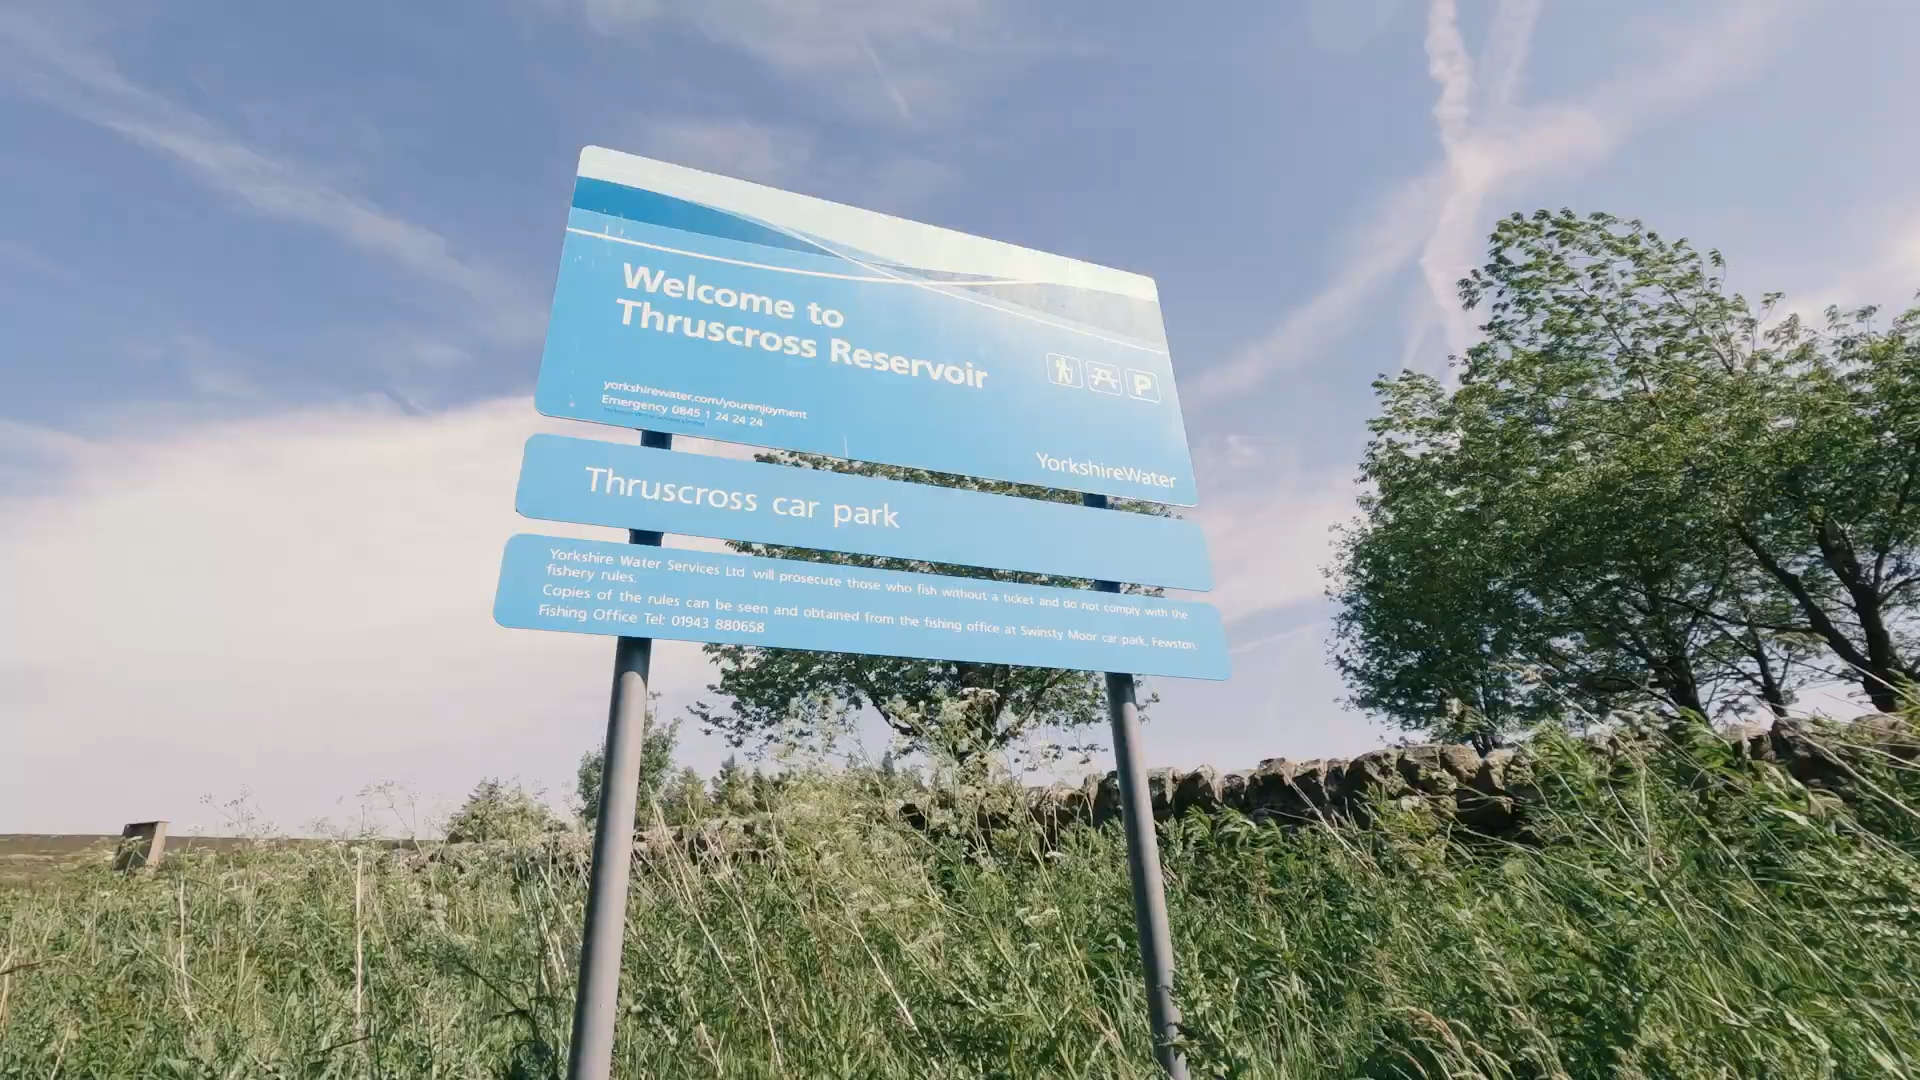 Welcome to
Thruscross Reservoir
P
yorkshirewater.com/yourenjoyment
Emergency 0845 1 24 24 24
YorkshireWater
Thruscross car park
Yorkshire Water Services Ltd will prosecute those who fish without a ticket and do not comply with the
fishery rules.
Copies of the rules can be seen and obtained from the fishing office at Swinsty Moor car park, Fewston.
Fishing Office Tel: 01943 880658